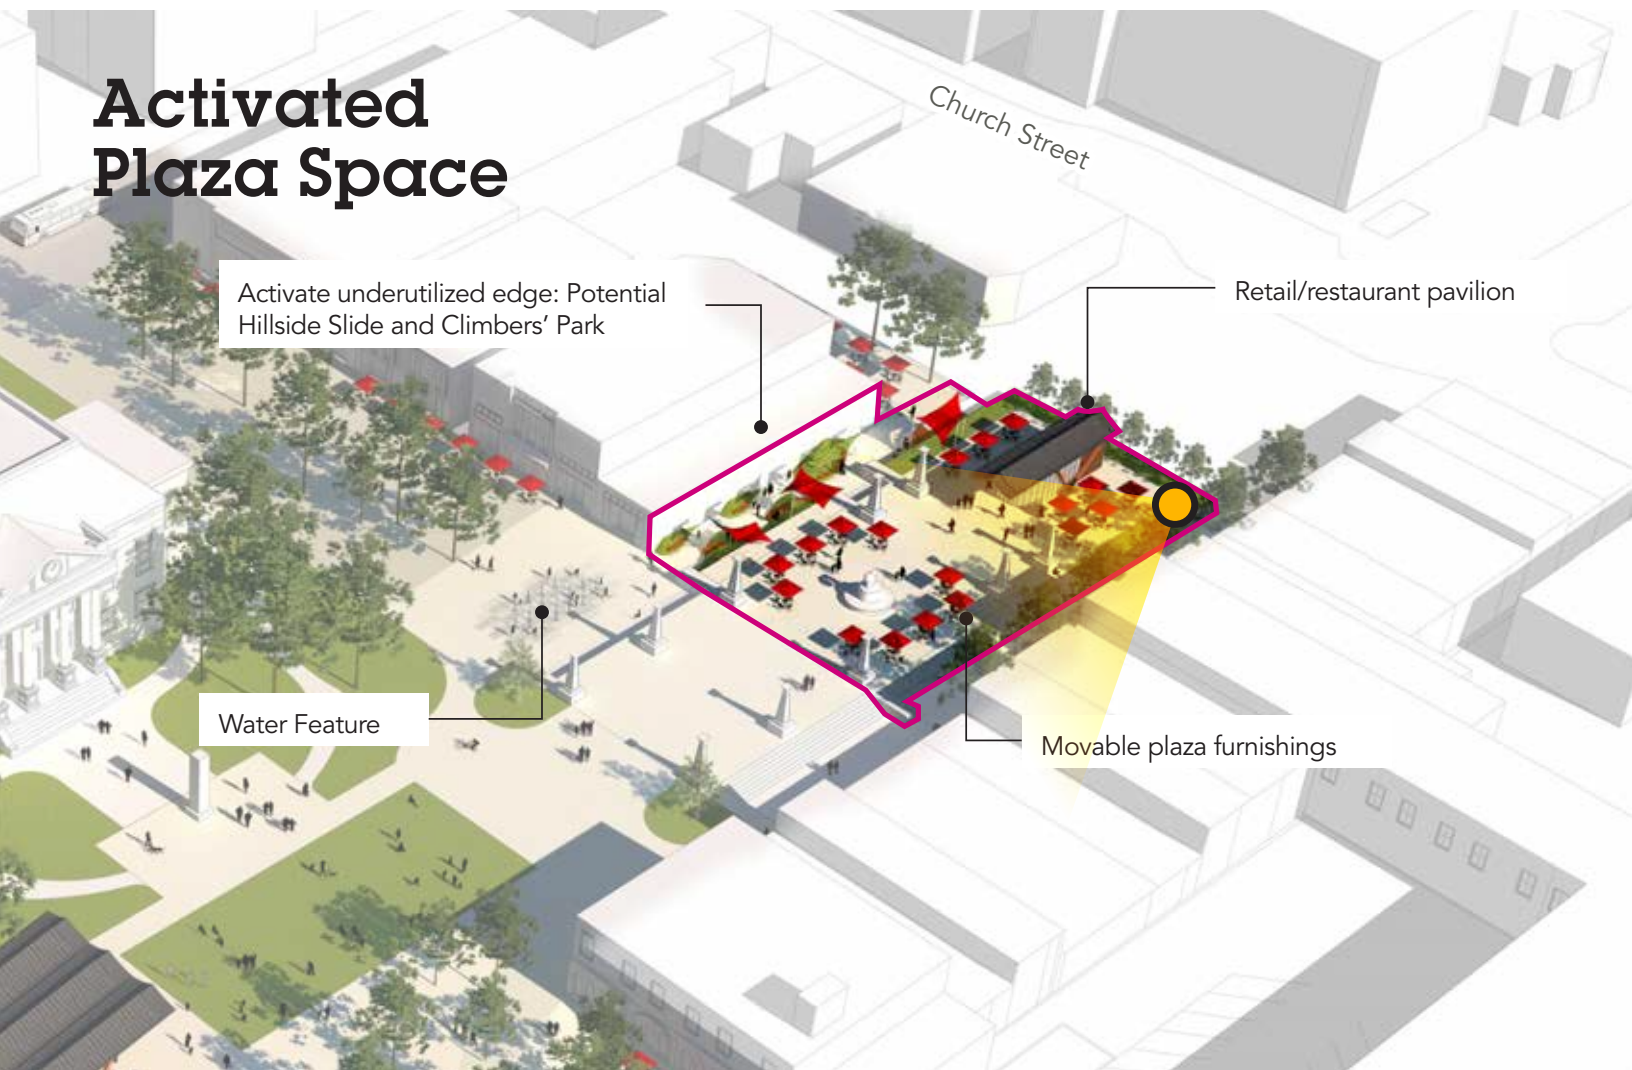 Activated
Plaza Space
Church Street
Activate underutilized edge: Potential
Hillside Slide and Climbers’ Park
Retail/restaurant pavilion
Water Feature
Movable plaza furnishings